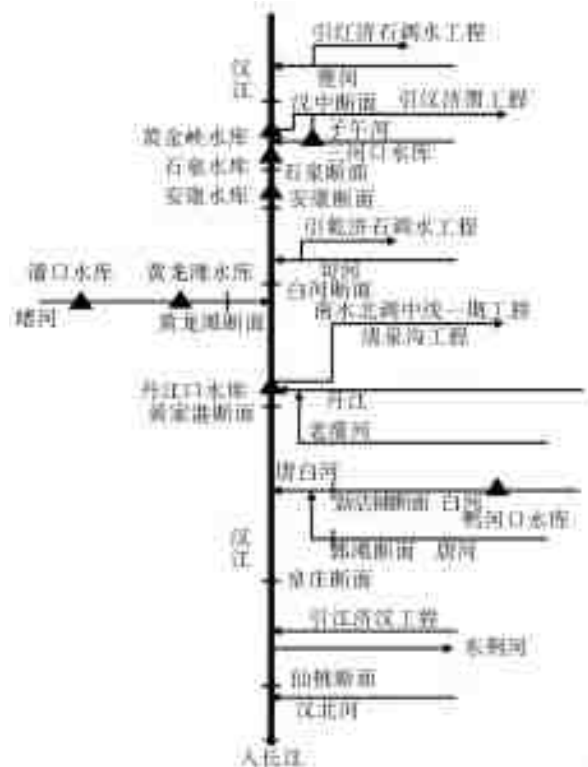 引红济石调水工程
褒河
汉江
汉中断面
引汉济渭工程
黄金峡水库
子午河
三河口水库
石泉水库
石泉断面
安康水库
安康断面
引乾济石调水工程
潘口水库
黄龙滩水库
白河断面
堵河
黄龙滩断面
南水北调中线一期工程
清泉沟工程
丹江口水库
丹江
黄家港断面
老灌河
唐白河
白河
鸭河口水库
汉江
郭滩断面 唐河
皇庄断面
引江济汉工程
东荆河
仙桃断面
汉北河
入长江